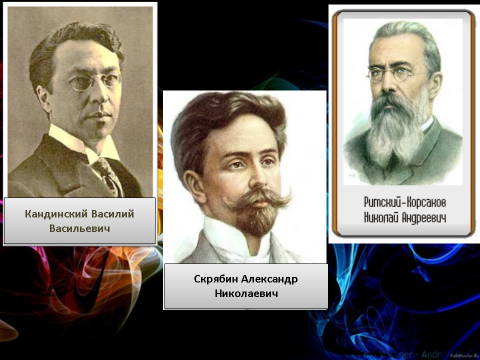 Кандинский Василий
Васильевич
Скрябин Александр
Николаевич
Римский-Корсаков
Николай Андреевич